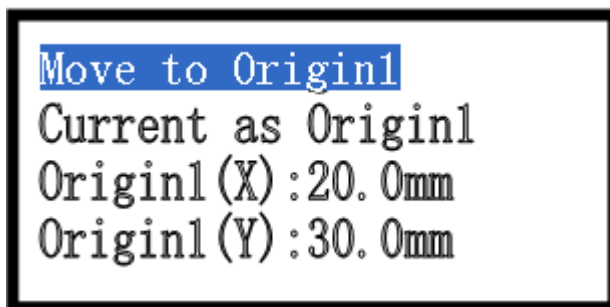 Move to Origin1
Current as Origin1
Origin1(X):20.0mm
Origin1(Y):30.0mm